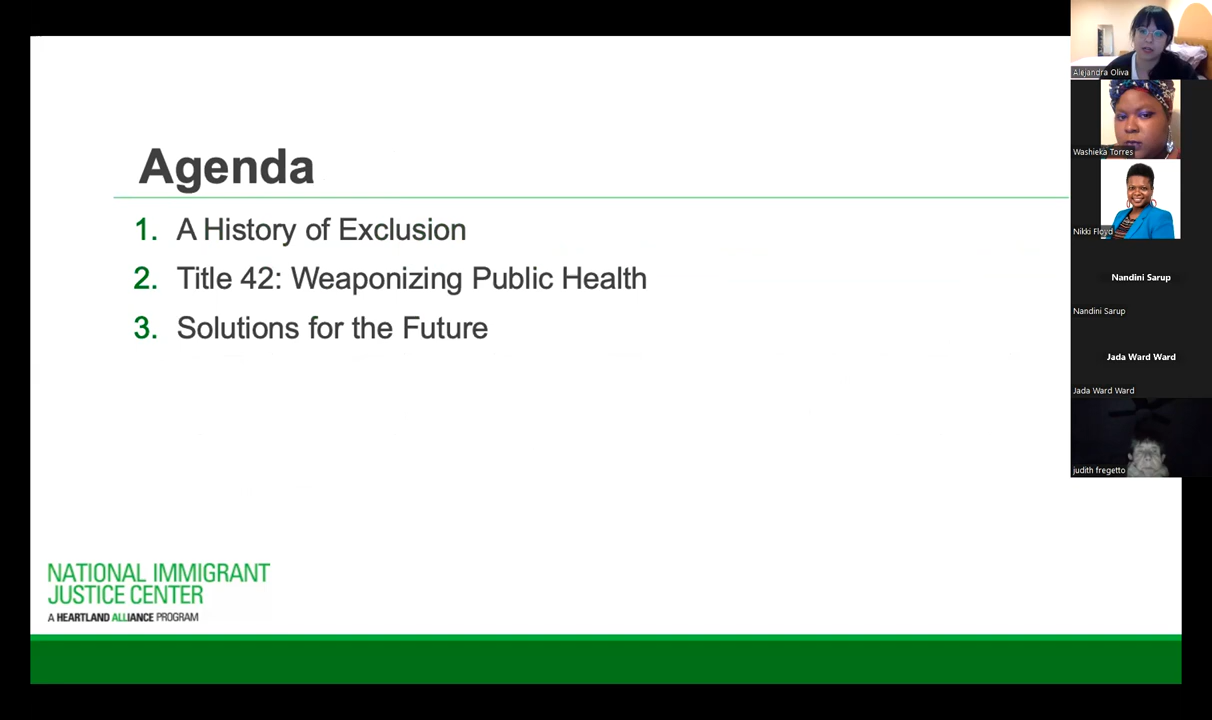 Agenda
1. A History of Exclusion
2. Title 42: Weaponizing Public Health
3. Solutions for the Future
NATIONAL IMMIGRANT
JUSTICE CENTER
A HEARTLAND ALLIANCE PROGRAM
Alejandra Oliva
Washieka Torres
Nikki Floyd
Nandini Sarup
Nandini Sarup
Jada Ward Ward
Jada Ward Ward
judith fregetto